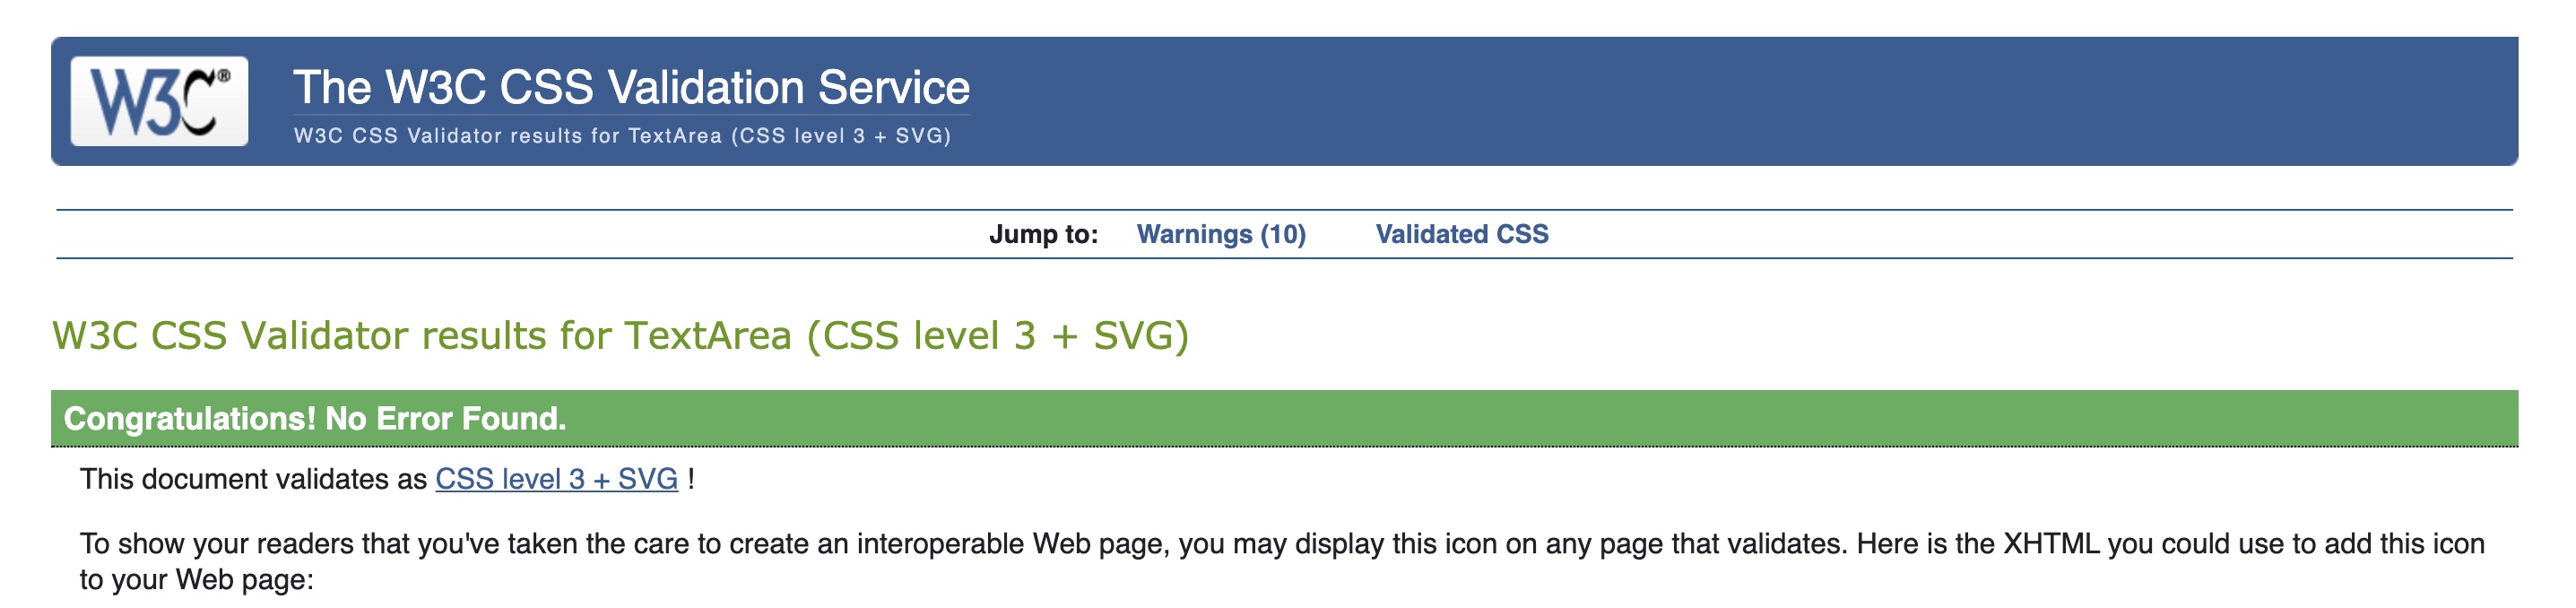 W3C®
The W3C CSS Validation Service
W3C CSS Validator results for TextArea (CSS level 3 + SVG)
Jump to: Warnings (10) Validated CSS
W3C CSS Validator results for TextArea (CSS level 3 + SVG)
Congratulations! No Error Found.
This document validates as CSS level 3 + SVG !
To show your readers that you've taken the care to create an interoperable Web page, you may display this icon on any page that validates. Here is the XHTML you could use to add this icon
to your Web page: